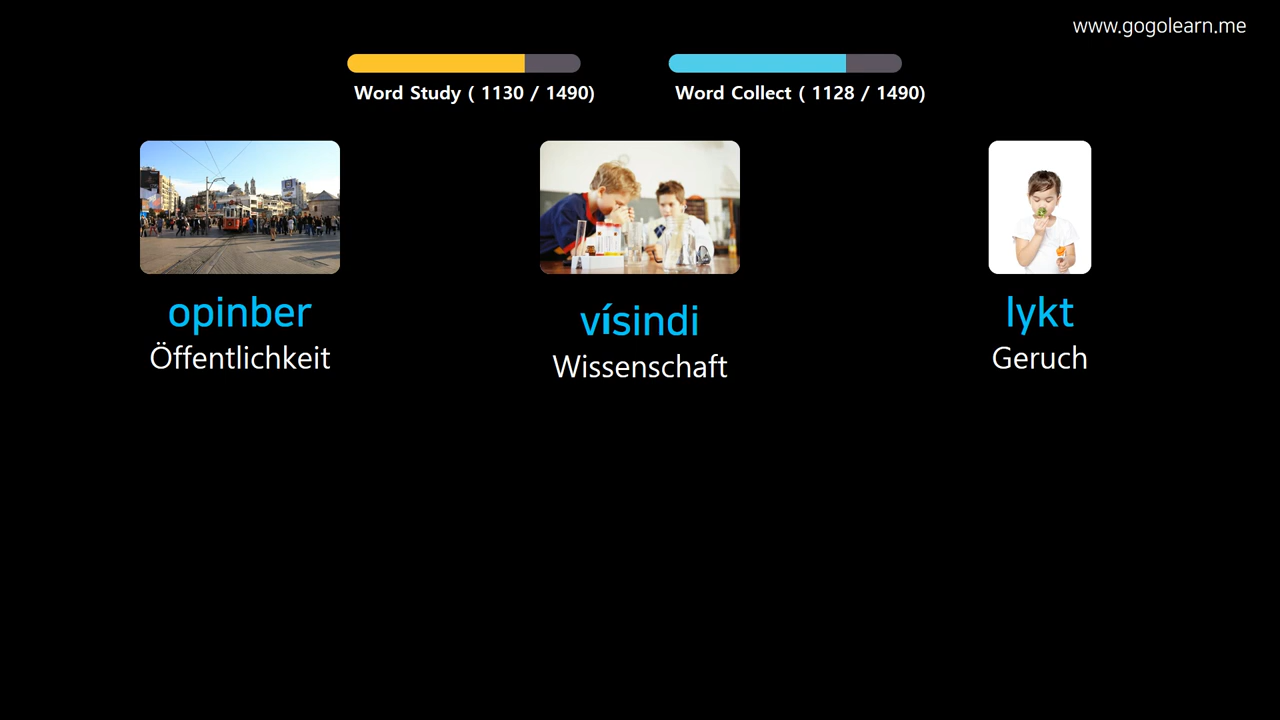 www.gogolearn.me
Word Study ( 1130 / 1490)
Word Collect ( 1128 / 1490)
opinber
Öffentlichkeit
vísindi
Wissenschaft
lykt
Geruch